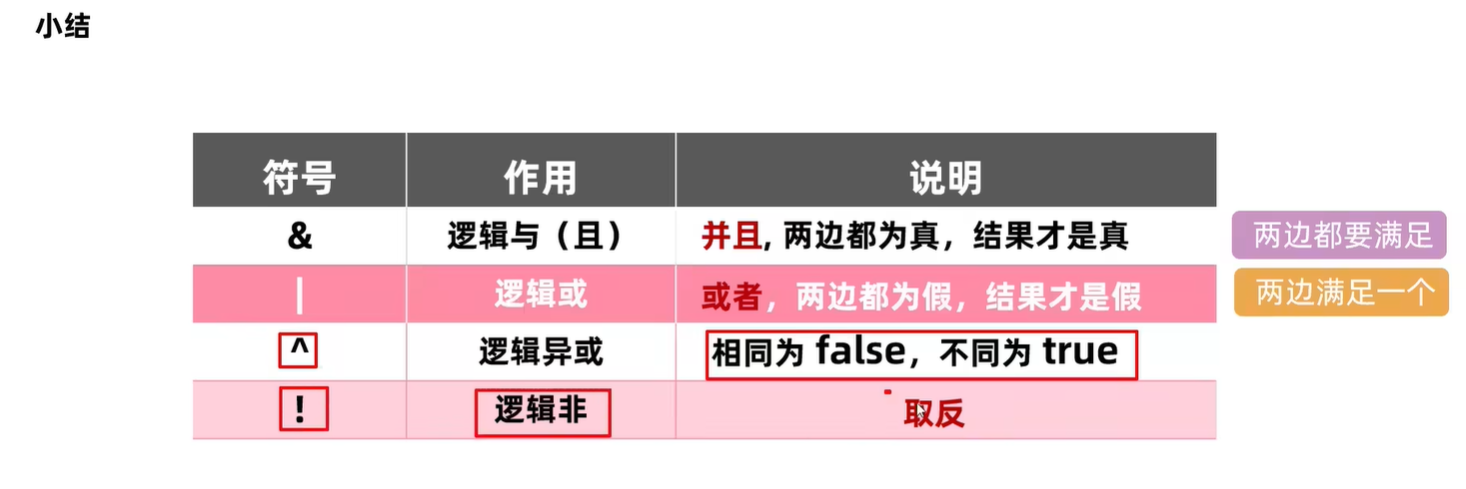 小结
符号 作用 说明
& 逻辑与（且） 并且, 两边都为真，结果才是真 两边都要满足
| 逻辑或 或者，两边都为假，结果才是假 两边满足一个
^ 逻辑异或 相同为 false，不同为 true
! 逻辑非 取反